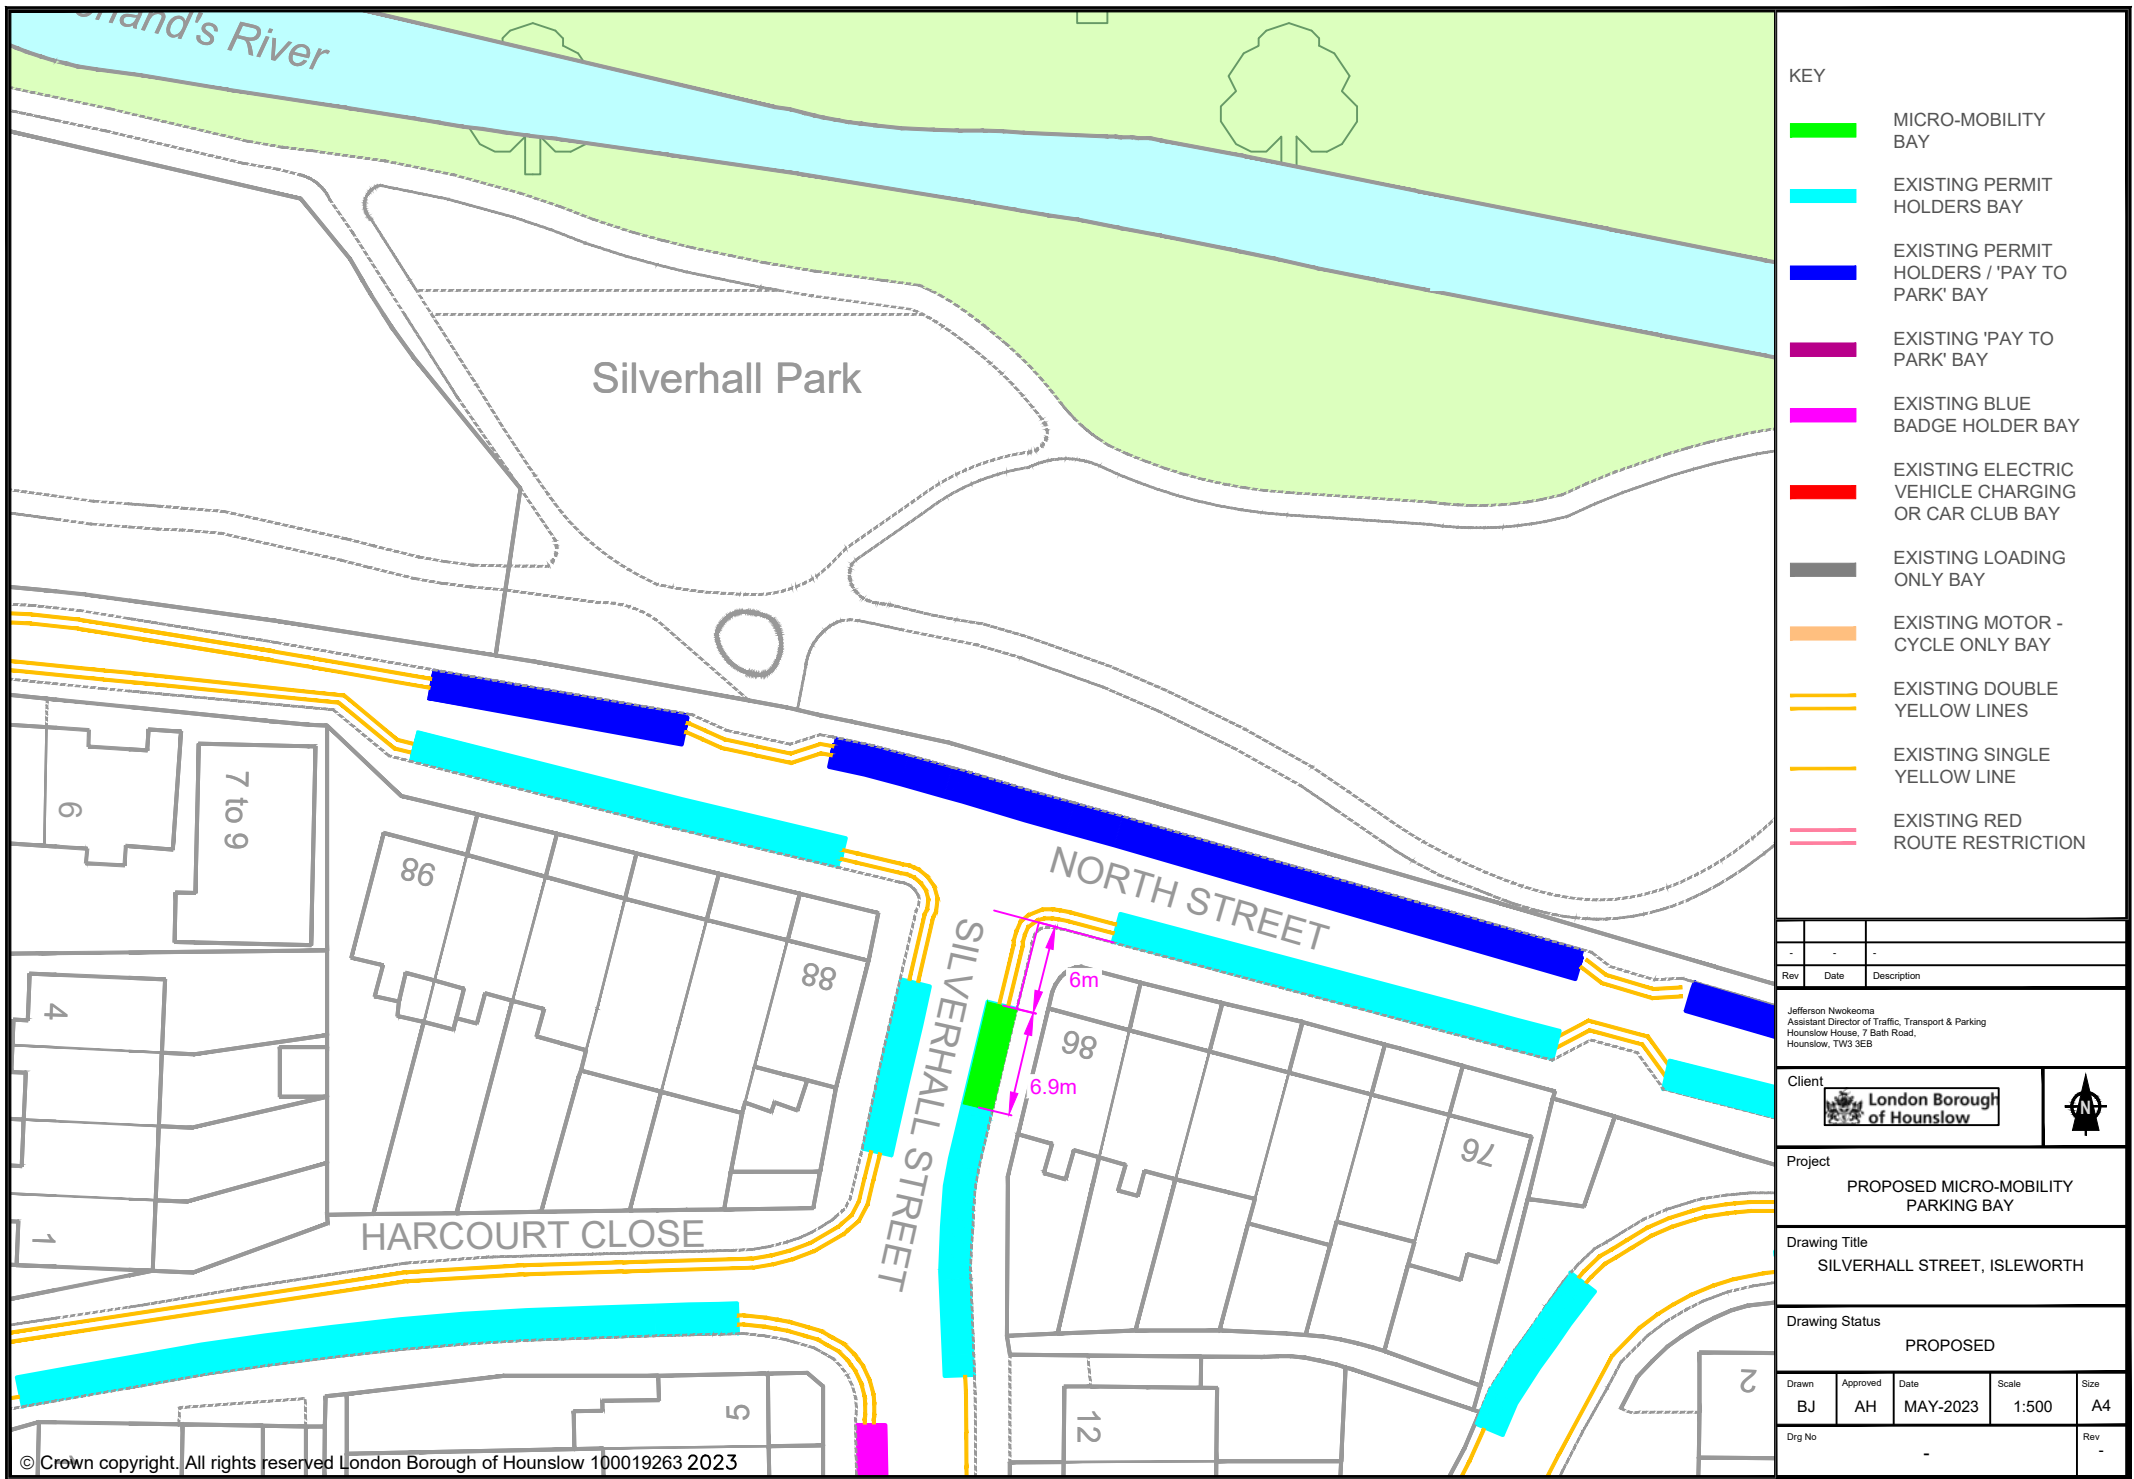 rland's River
Silverhall Park
NORTH STREET
SILVERHALL STREET
HARCOURT CLOSE
6
7 to 9
98
88
86
76
4
1
5
12
2
6m
6.9m
© Crown copyright. All rights reserved London Borough of Hounslow 100019263 2023
KEY
MICRO-MOBILITY
BAY
EXISTING PERMIT
HOLDERS BAY
EXISTING PERMIT
HOLDERS / 'PAY TO
PARK' BAY
EXISTING 'PAY TO
PARK' BAY
EXISTING BLUE
BADGE HOLDER BAY
EXISTING ELECTRIC
VEHICLE CHARGING
OR CAR CLUB BAY
EXISTING LOADING
ONLY BAY
EXISTING MOTOR -
CYCLE ONLY BAY
EXISTING DOUBLE
YELLOW LINES
EXISTING SINGLE
YELLOW LINE
EXISTING RED
ROUTE RESTRICTION
- - -
Rev Date Description
Jefferson Nwokeoma
Assistant Director of Traffic, Transport & Parking
Hounslow House, 7 Bath Road,
Hounslow, TW3 3EB
Client
London Borough
of Hounslow
N
Project
PROPOSED MICRO-MOBILITY
PARKING BAY
Drawing Title
SILVERHALL STREET, ISLEWORTH
Drawing Status
PROPOSED
Drawn Approved Date Scale Size
BJ AH MAY-2023 1:500 A4
Drg No Rev
- -